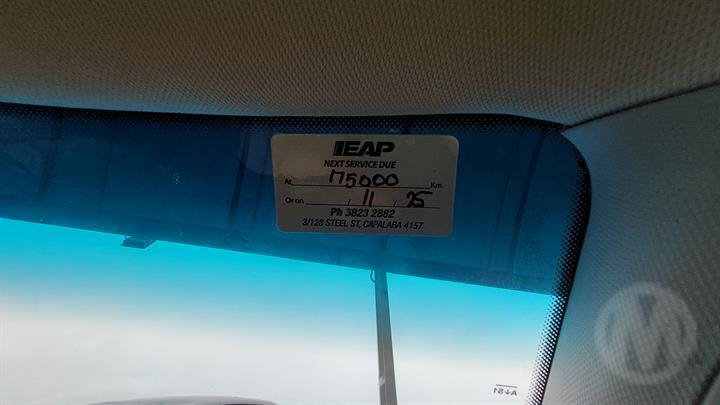 EAP
NEXT SERVICE DUE
At 175000 Km
Or on / 11 / 25
Ph 3823 2882
3/128 STEEL ST, CAPALABA 4157
M